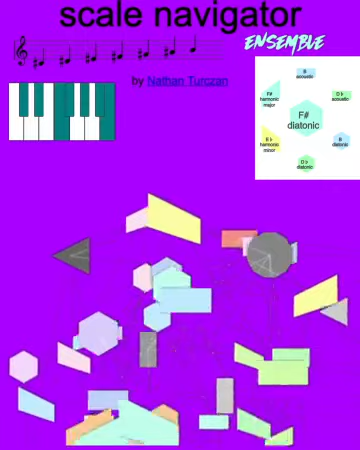 scale navigator
ENSEMBLE
by Nathan Turczan
B
acoustic
F#
harmonic
major
D♭
acoustic
F#
diatonic
E♭
harmonic
minor
B
diatonic
D♭
diatonic